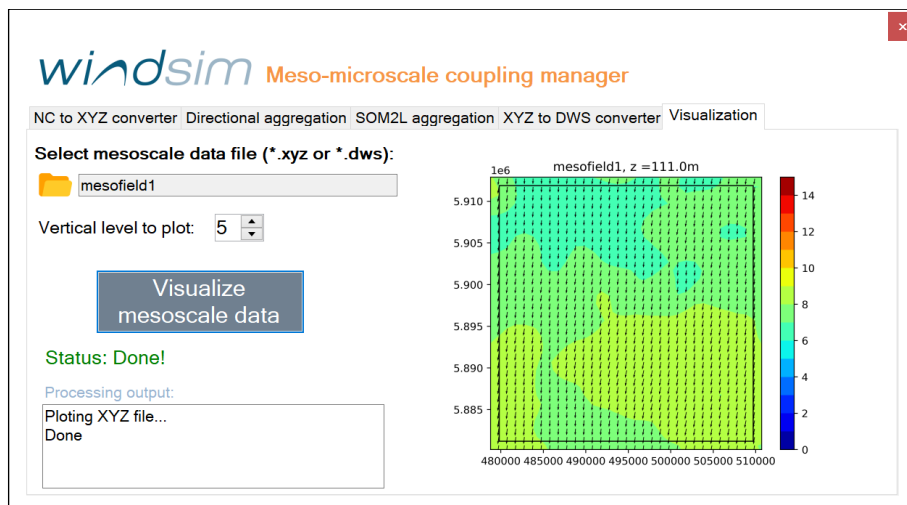 windsim Meso-microscale coupling manager
×
NC to XYZ converter Directional aggregation SOM2L aggregation XYZ to DWS converter Visualization
Select mesoscale data file (*.xyz or *.dws):
mesofield1
Vertical level to plot: 5
Visualize
mesoscale data
Status: Done!
Processing output:
Ploting XYZ file...
Done
1e6
mesofield1, z =111.0m
5.910
5.905
5.900
5.895
5.890
5.885
480000 485000 490000 495000 500000 505000 510000
14
12
10
8
6
4
2
0